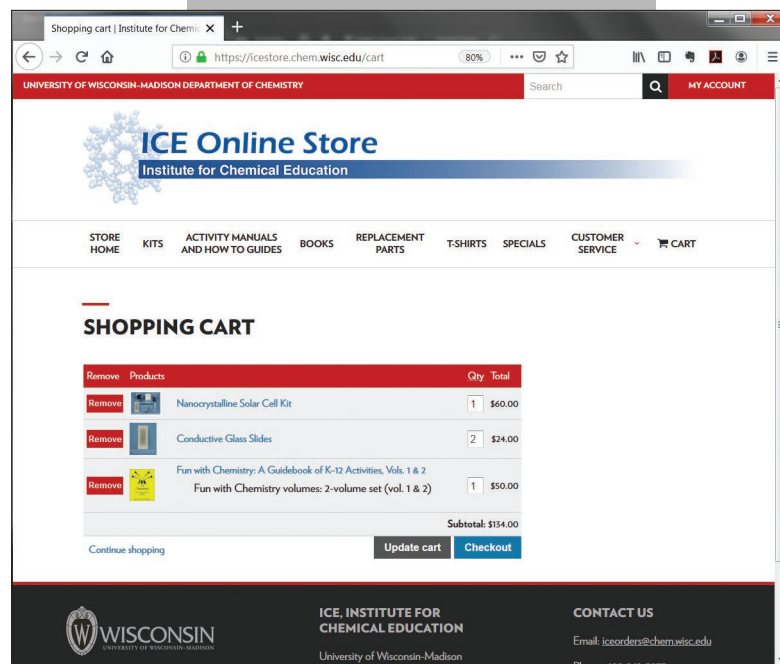 Shopping cart | Institute for Chemic
https://icestore.chem.wisc.edu/cart
80%
UNIVERSITY OF WISCONSIN-MADISON DEPARTMENT OF CHEMISTRY
Search
MY ACCOUNT
ICE Online Store
Institute for Chemical Education
STORE HOME
KITS
ACTIVITY MANUALS AND HOW TO GUIDES
BOOKS
REPLACEMENT PARTS
T-SHIRTS
SPECIALS
CUSTOMER SERVICE
CART
SHOPPING CART
Remove Products Qty Total
Remove Nanocrystalline Solar Cell Kit 1 $60.00
Remove Conductive Glass Slides 2 $24.00
Fun with Chemistry: A Guidebook of K-12 Activities, Vols. 1 & 2
Remove Fun with Chemistry volumes: 2-volume set (vol. 1 & 2) 1 $50.00
Subtotal: $134.00
Continue shopping Update cart Checkout
WISCONSIN
UNIVERSITY OF WISCONSIN-MADISON
ICE, INSTITUTE FOR
CHEMICAL EDUCATION
University of Wisconsin-Madison
CONTACT US
Email: iceorders@chem.wisc.edu